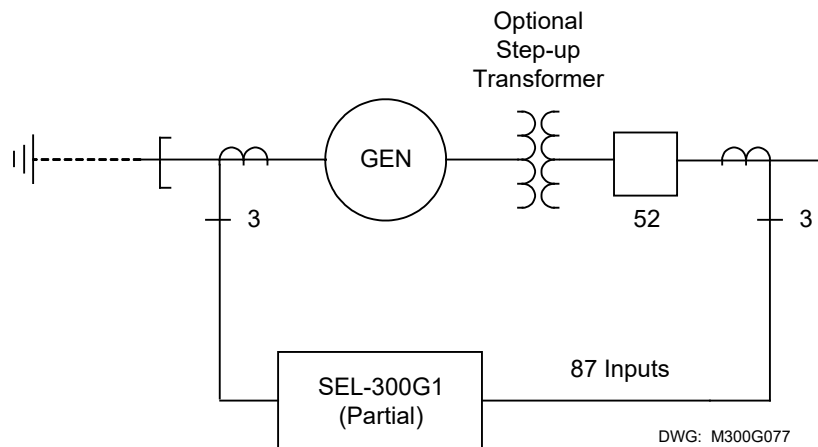 Optional
Step-up
Transformer
GEN
52
3
3
87 Inputs
SEL-300G1
(Partial)
DWG: M300G077